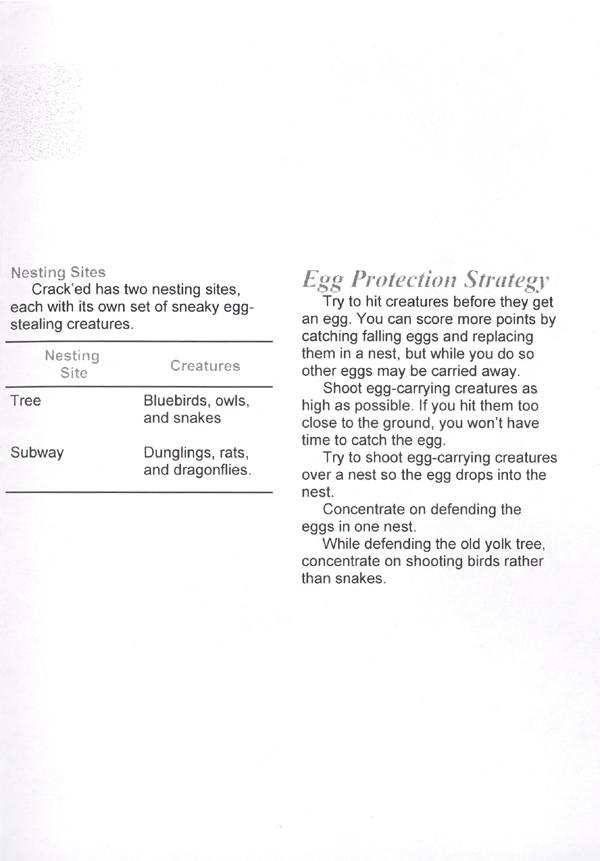 Nesting Sites
Crack'ed has two nesting sites,
each with its own set of sneaky egg-
stealing creatures.
Nesting
Site
Creatures
Tree
Bluebirds, owls,
and snakes
Subway
Dunglings, rats,
and dragonflies.
Egg Protection Strategy
Try to hit creatures before they get
an egg. You can score more points by
catching falling eggs and replacing
them in a nest, but while you do so
other eggs may be carried away.
Shoot egg-carrying creatures as
high as possible. If you hit them too
close to the ground, you won't have
time to catch the egg.
Try to shoot egg-carrying creatures
over a nest so the egg drops into the
nest.
Concentrate on defending the
eggs in one nest.
While defending the old yolk tree,
concentrate on shooting birds rather
than snakes.